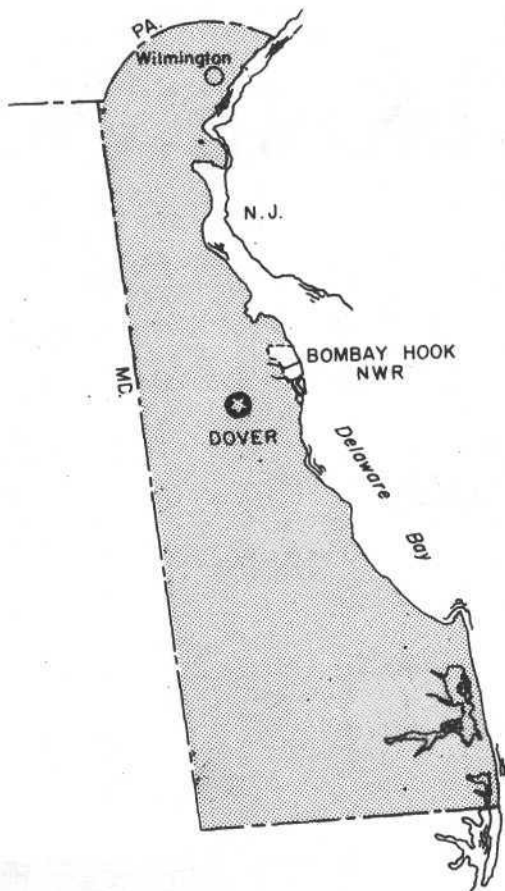 PA.
Wilmington
N.J.
BOMBAY HOOK
NWR
MD.
DOVER
Delaware
Bay